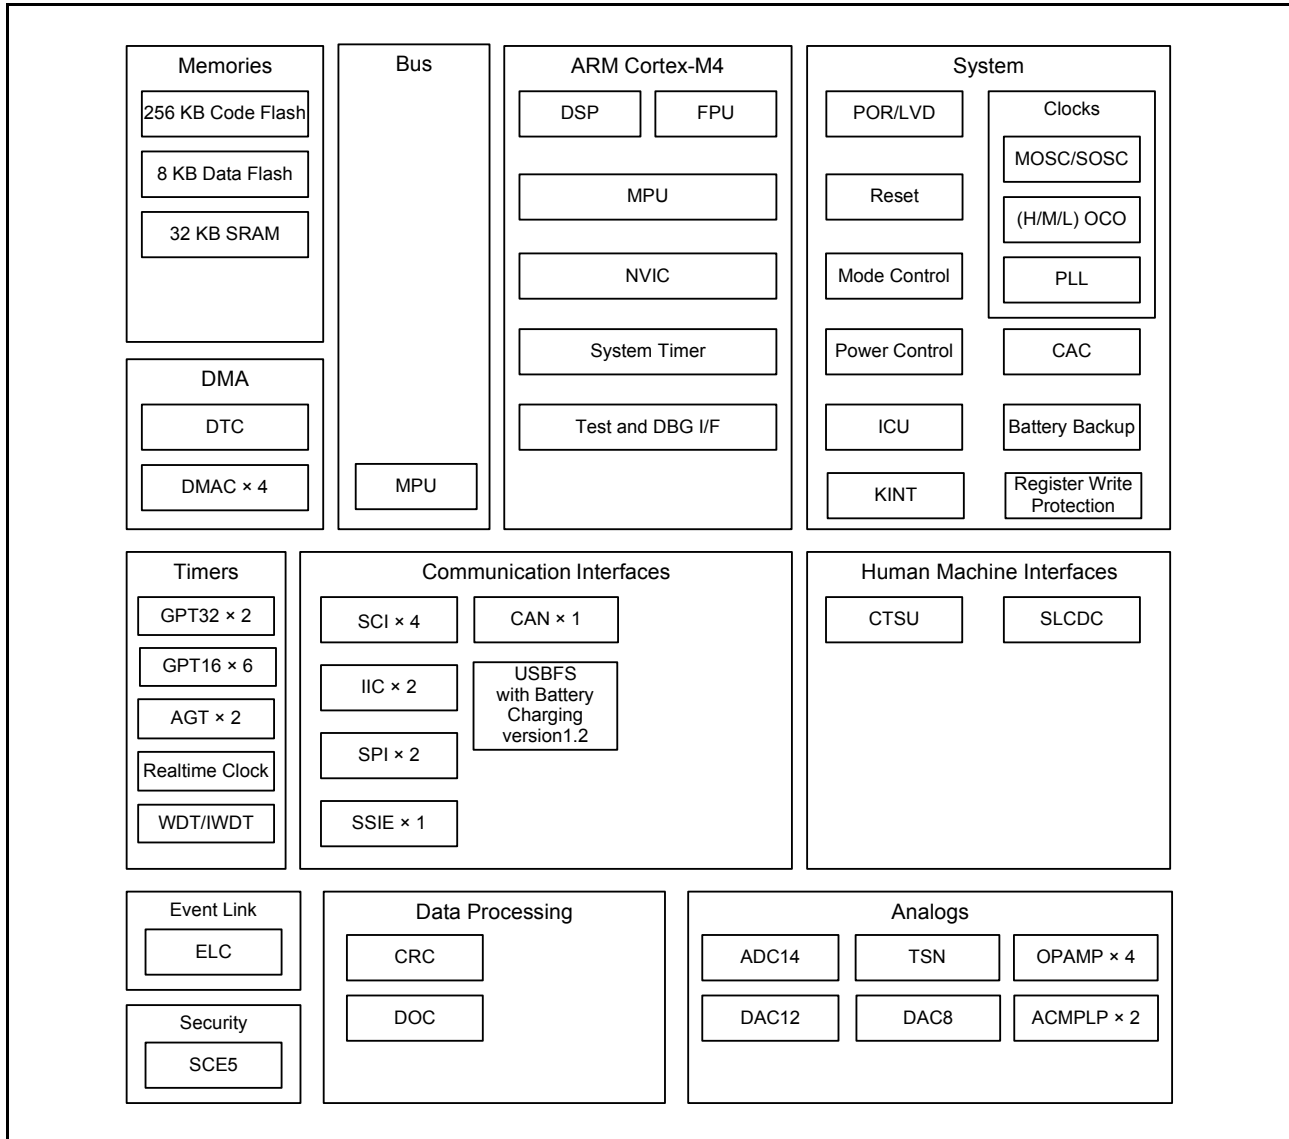 Memories
256 KB Code Flash
8 KB Data Flash
32 KB SRAM
DMA
DTC
DMAC × 4
Bus
MPU
ARM Cortex-M4
DSP
FPU
MPU
NVIC
System Timer
Test and DBG I/F
System
POR/LVD
Reset
Mode Control
Power Control
ICU
KINT
Clocks
MOSC/SOSC
(H/M/L) OCO
PLL
CAC
Battery Backup
Register Write
Protection
Timers
GPT32 × 2
GPT16 × 6
AGT × 2
Realtime Clock
WDT/IWDT
Communication Interfaces
SCI × 4
IIC × 2
SPI × 2
SSIE × 1
CAN × 1
USBFS
with Battery
Charging
version1.2
Human Machine Interfaces
CTSU
SLCDC
Event Link
ELC
Security
SCE5
Data Processing
CRC
DOC
Analogs
ADC14
TSN
OPAMP × 4
DAC12
DAC8
ACMPLP × 2